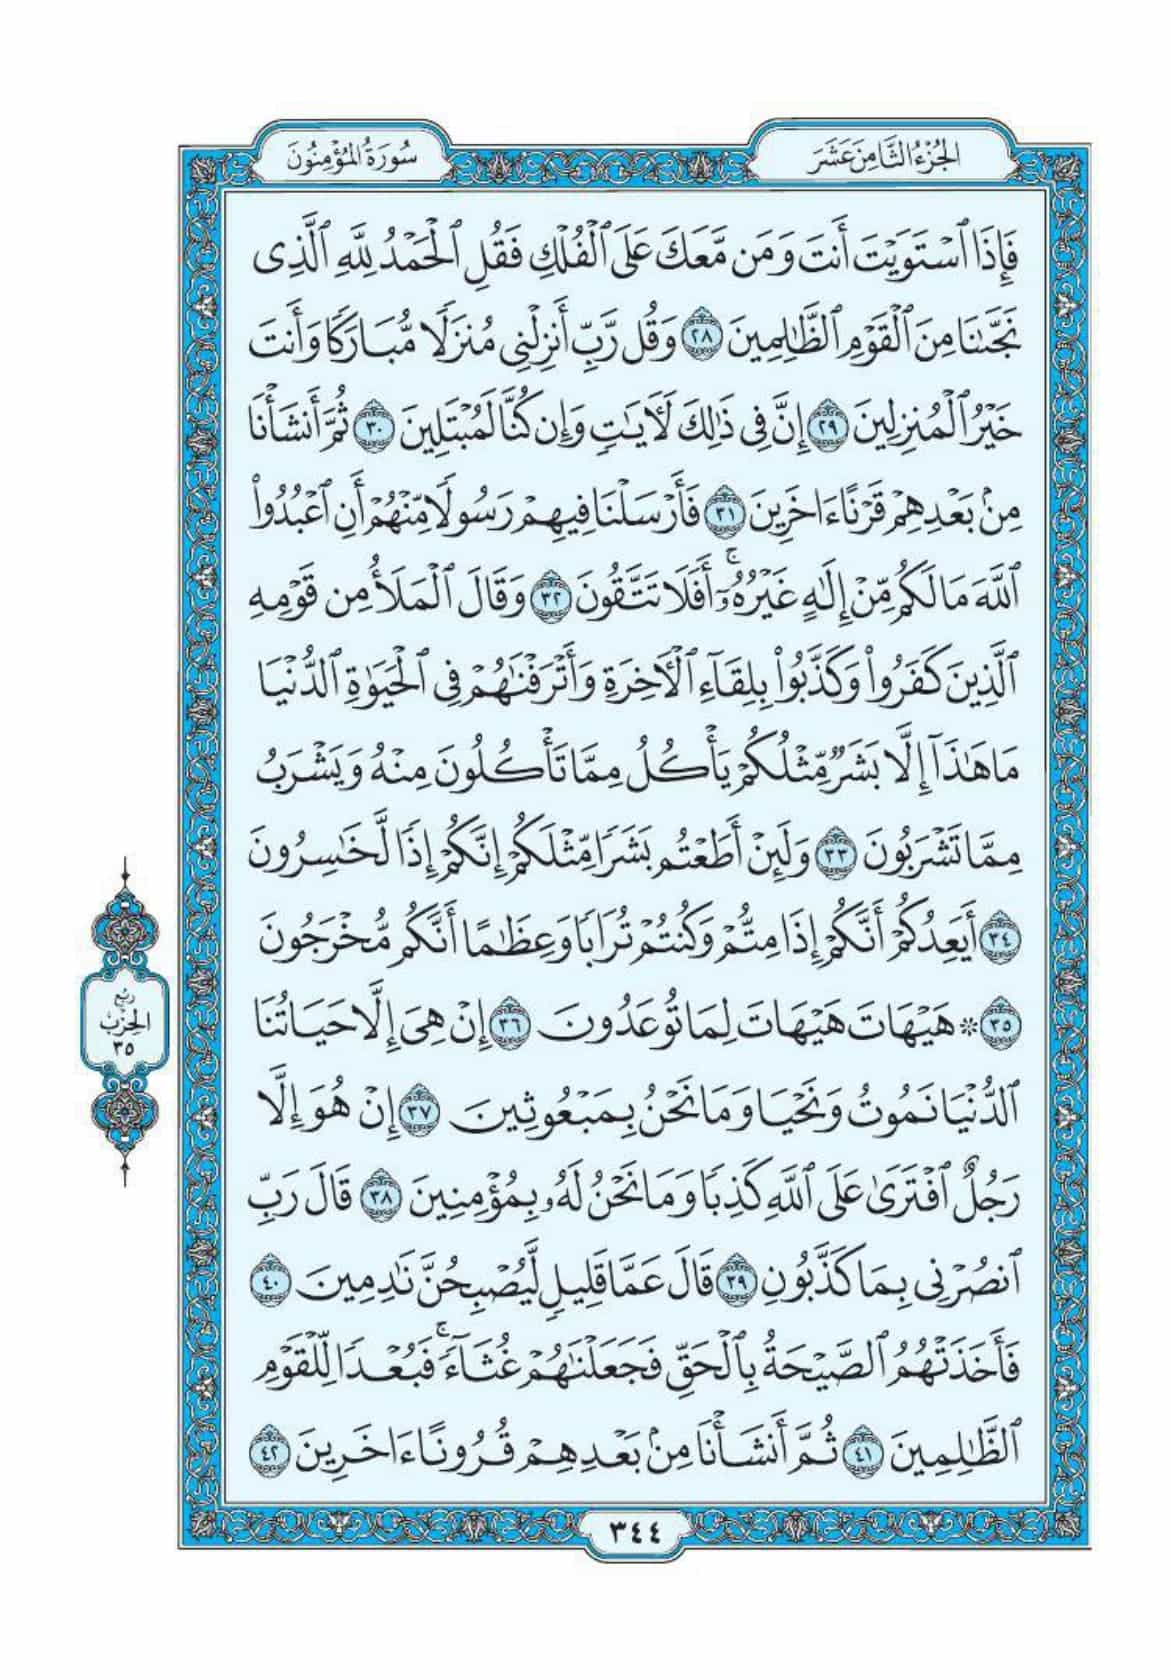 الجزء الثامن عشر
سورة المؤمنون
فَإِذَا ٱسْتَوَيْتَ أَنتَ وَمَن مَّعَكَ عَلَى ٱلْفُلْكِ فَقُلِ ٱلْحَمْدُ لِلَّهِ ٱلَّذِى
نَجَّىٰنَا مِنَ ٱلْقَوْمِ ٱلظَّٰلِمِينَ ٢٨ وَقُل رَّبِّ أَنزِلْنِى مُنزَلًا مُّبَارَكًا وَأَنتَ
خَيْرُ ٱلْمُنزِلِينَ ٢٩ إِنَّ فِى ذَٰلِكَ لَءَايَٰتٍ وَإِن كُنَّا لَمُبْتَلِينَ ٣٠ ثُمَّ أَنشَأْنَا
مِنۢ بَعْدِهِمْ قَرْنًا ءَاخَرِينَ ٣١ فَأَرْسَلْنَا فِيهِمْ رَسُولًا مِّنْهُمْ أَنِ ٱعْبُدُوا۟
ٱللَّهَ مَا لَكُم مِّنْ إِلَٰهٍ غَيْرُهُۥٓ ۚ أَفَلَا تَتَّقُونَ ٣٢ وَقَالَ ٱلْمَلَأُ مِن قَوْمِهِ
ٱلَّذِينَ كَفَرُوا۟ وَكَذَّبُوا۟ بِلِقَآءِ ٱلْءَاخِرَةِ وَأَتْرَفْنَٰهُمْ فِى ٱلْحَيَوٰةِ ٱلدُّنْيَا
مَا هَٰذَآ إِلَّا بَشَرٌ مِّثْلُكُمْ يَأْكُلُ مِمَّا تَأْكُلُونَ مِنْهُ وَيَشْرَبُ
مِمَّا تَشْرَبُونَ ٣٣ وَلَئِنْ أَطَعْتُم بَشَرًا مِّثْلَكُمْ إِنَّكُمْ إِذًا لَّخَٰسِرُونَ
٣٤ أَيَعِدُكُمْ أَنَّكُمْ إِذَا مِتُّمْ وَكُنتُمْ تُرَابًا وَعِظَٰمًا أَنَّكُم مُّخْرَجُونَ
٣٥ * هَيْهَاتَ هَيْهَاتَ لِمَا تُوعَدُونَ ٣٦ إِنْ هِىَ إِلَّا حَيَاتُنَا
ٱلدُّنْيَا نَمُوتُ وَنَحْيَا وَمَا نَحْنُ بِمَبْعُوثِينَ ٣٧ إِنْ هُوَ إِلَّا
رَجُلٌ ٱفْتَرَىٰ عَلَى ٱللَّهِ كَذِبًا وَمَا نَحْنُ لَهُۥ بِمُؤْمِنِينَ ٣٨ قَالَ رَبِّ
ٱنصُرْنِى بِمَا كَذَّبُونِ ٣٩ قَالَ عَمَّا قَلِيلٍ لَّيُصْبِحُنَّ نَٰدِمِينَ ٤٠
فَأَخَذَتْهُمُ ٱلصَّيْحَةُ بِٱلْحَقِّ فَجَعَلْنَٰهُمْ غُثَآءً ۚ فَبُعْدًا لِّلْقَوْمِ
ٱلظَّٰلِمِينَ ٤١ ثُمَّ أَنشَأْنَا مِنۢ بَعْدِهِمْ قُرُونًا ءَاخَرِينَ ٤٢
ربع
الحزب
٣٥
٣٤٤